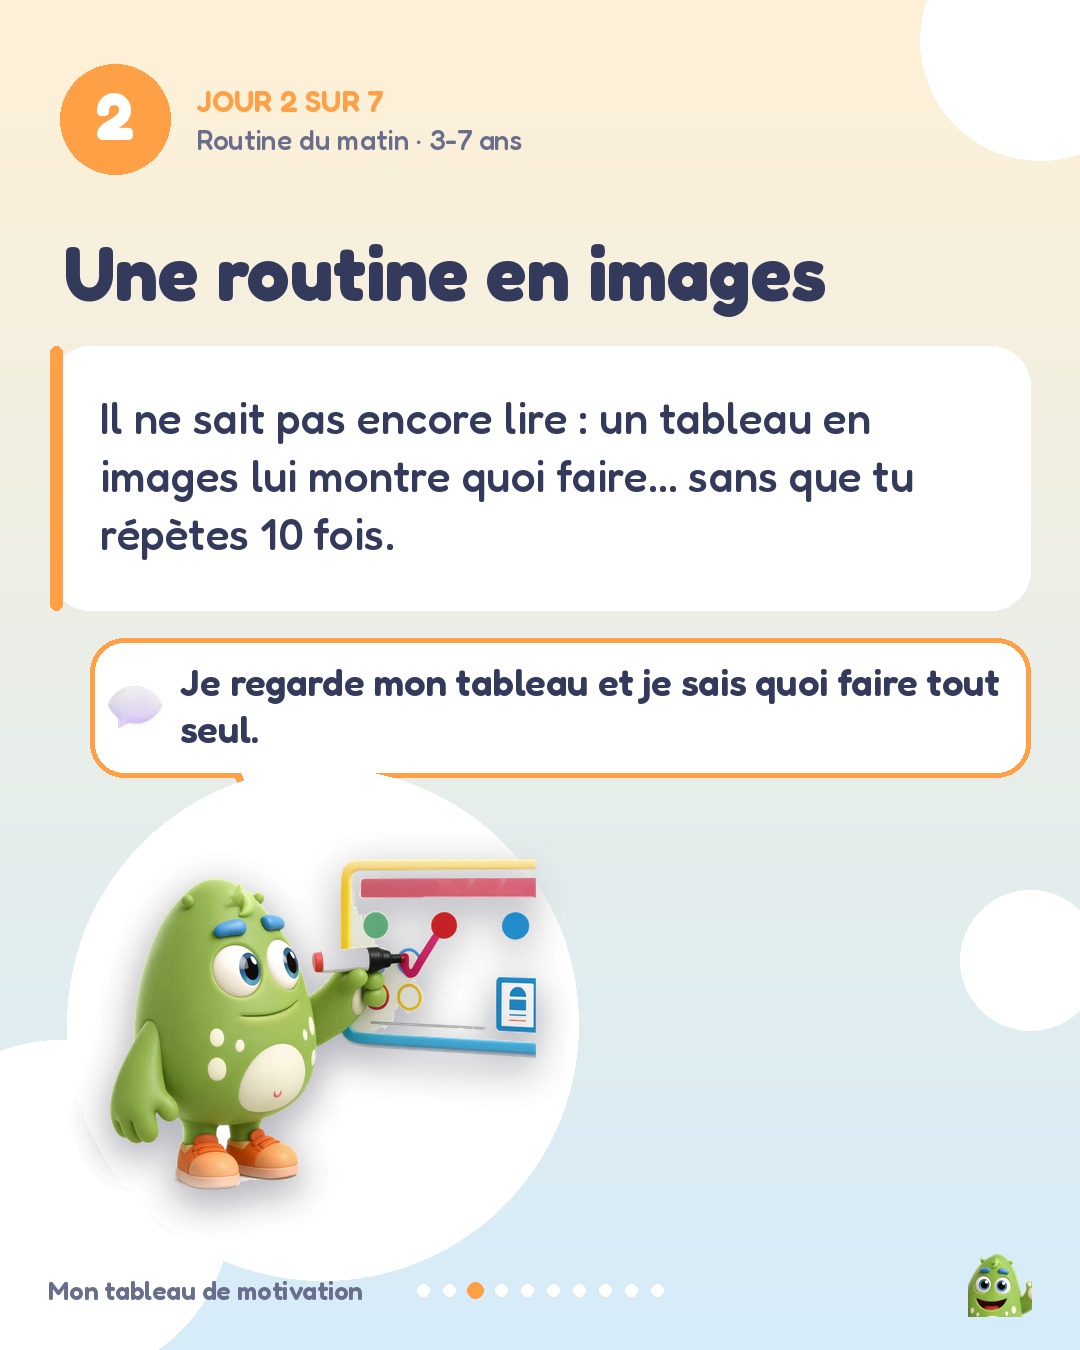 2
JOUR 2 SUR 7
Routine du matin · 3-7 ans
Une routine en images
Il ne sait pas encore lire : un tableau en
images lui montre quoi faire... sans que tu
répètes 10 fois.
Je regarde mon tableau et je sais quoi faire tout
seul.
Mon tableau de motivation